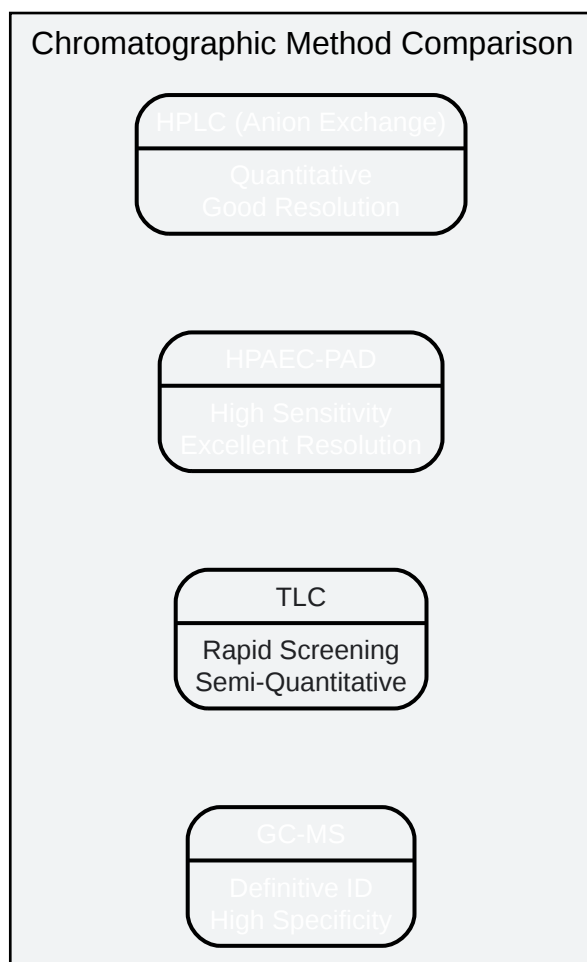 Chromatographic Method Comparison
HPLC (Anion Exchange)
Quantitative
Good Resolution
HPAEC-PAD
High Sensitivity
Excellent Resolution
TLC
Rapid Screening
Semi-Quantitative
GC-MS
Definitive ID
High Specificity